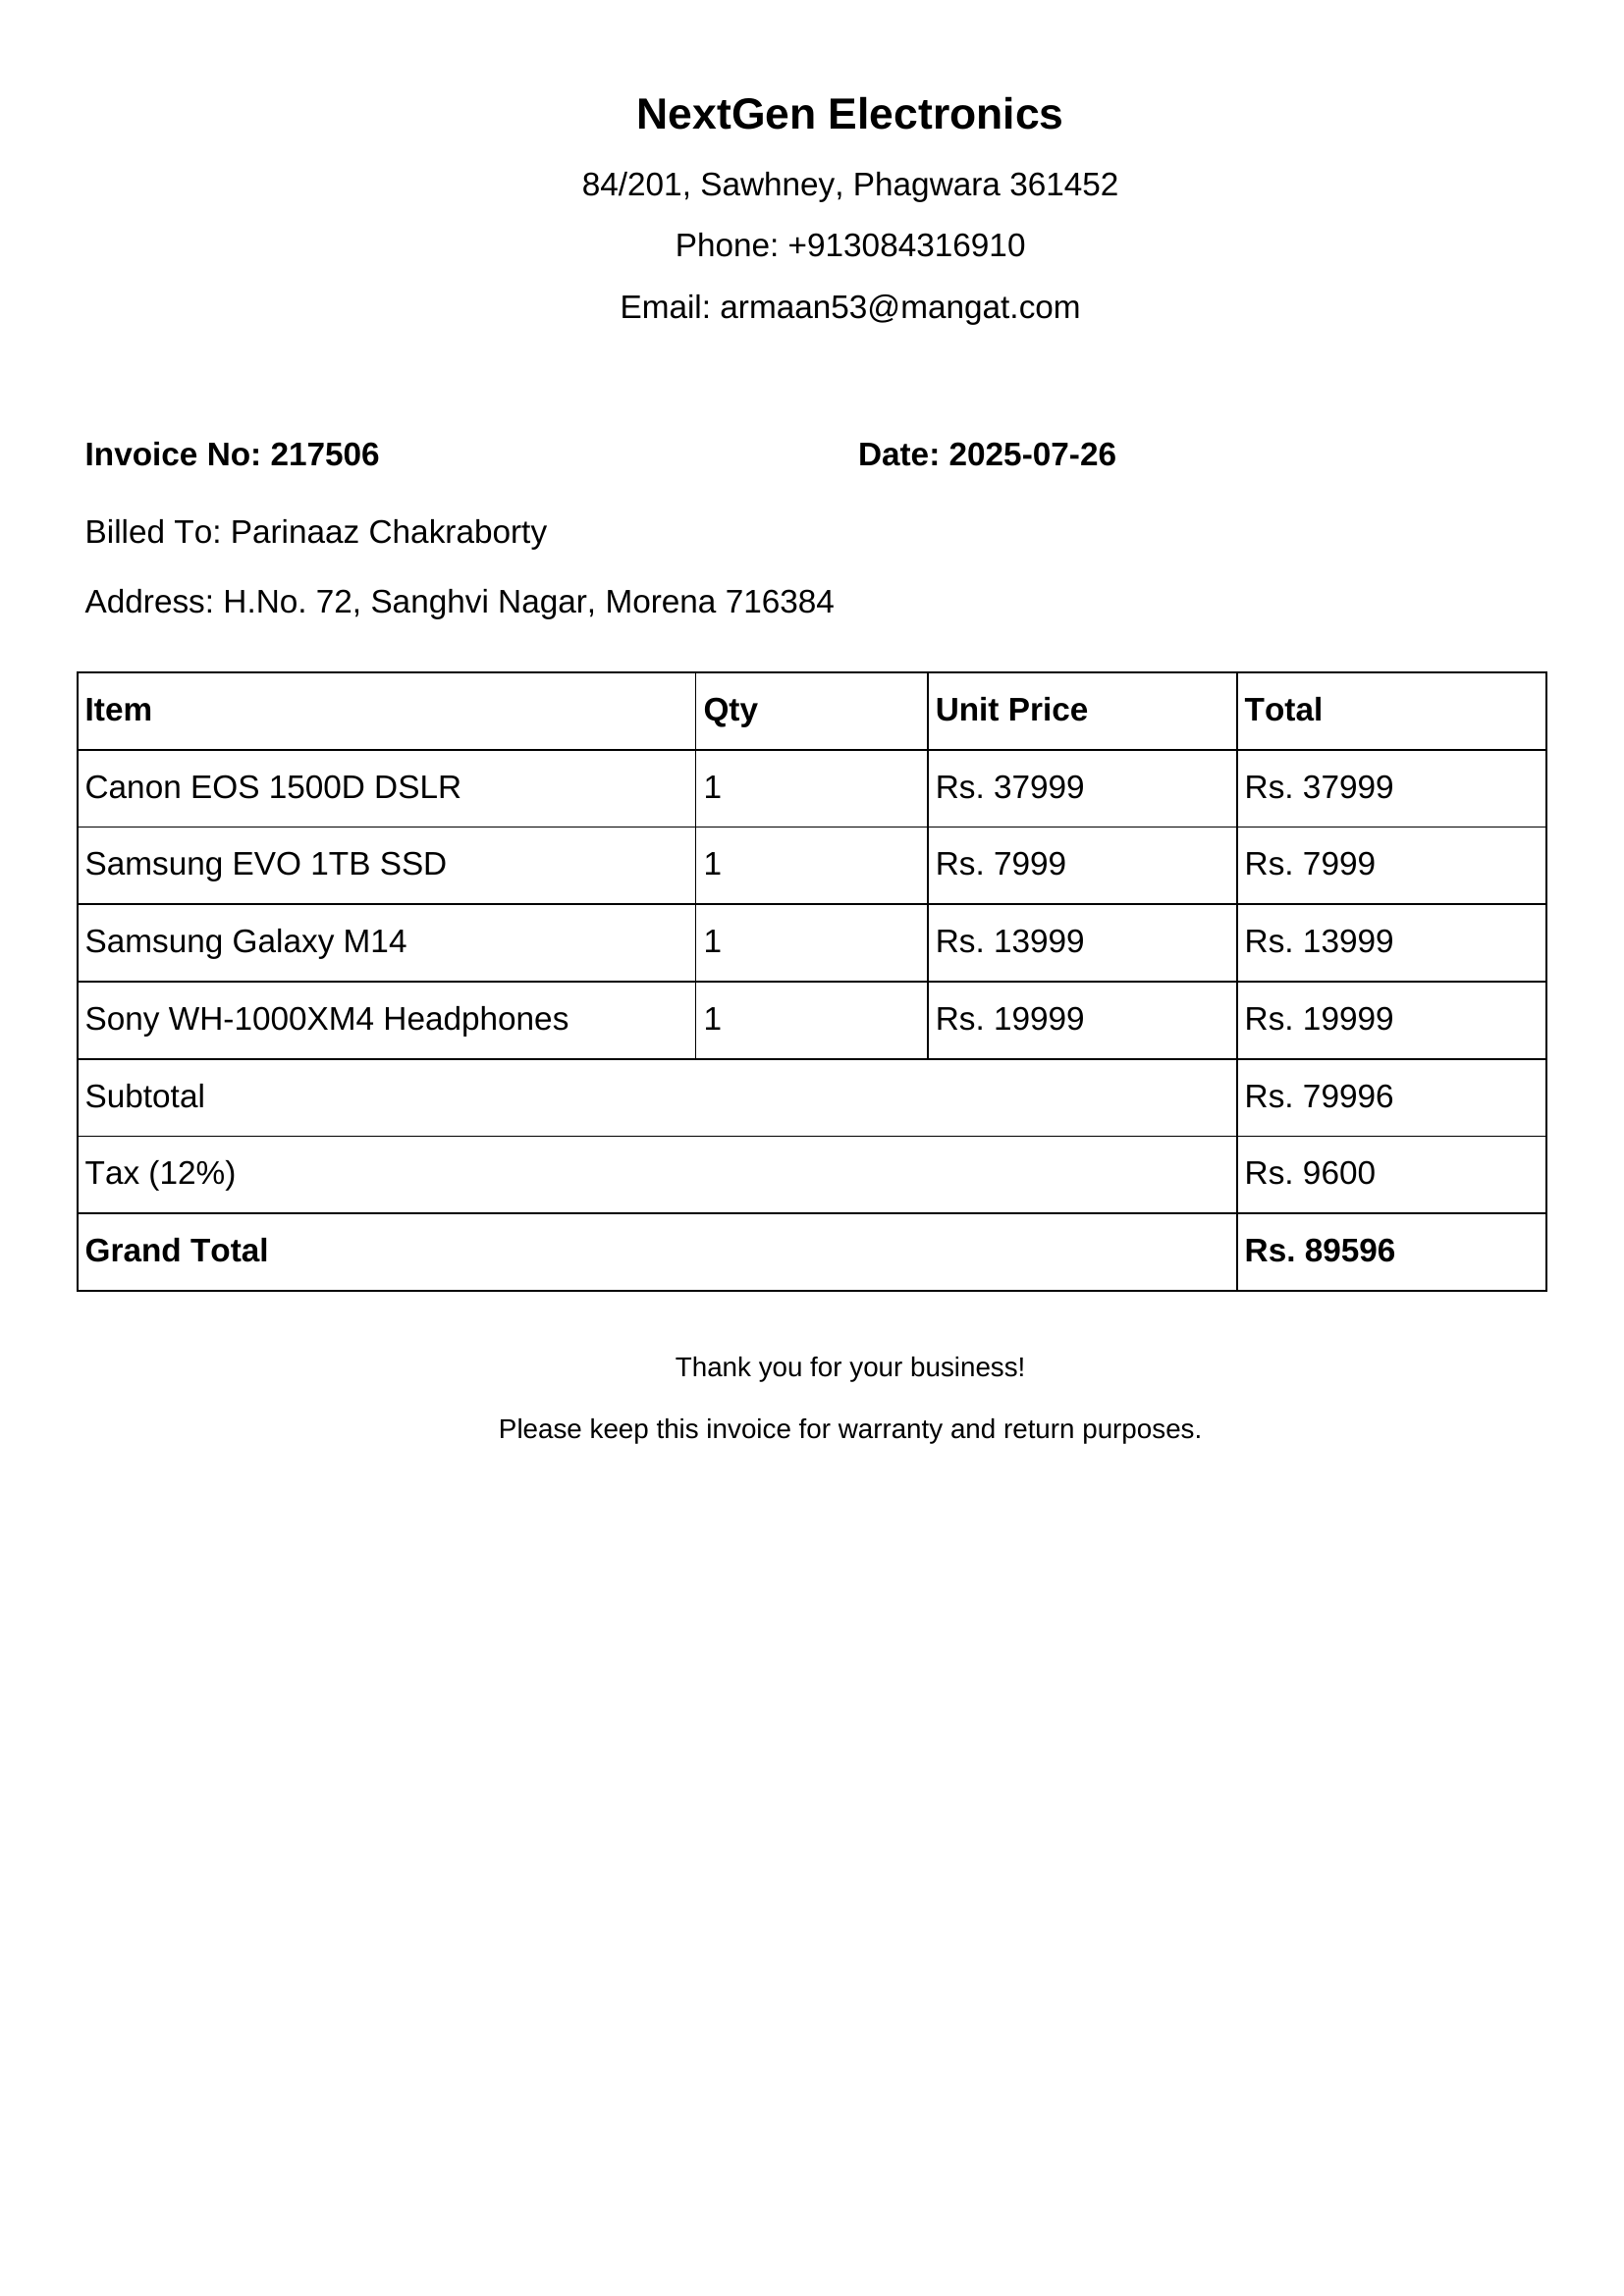 NextGen Electronics
84/201, Sawhney, Phagwara 361452
Phone: +913084316910
Email: armaan53@mangat.com
Invoice No: 217506 Date: 2025-07-26
Billed To: Parinaaz Chakraborty
Address: H.No. 72, Sanghvi Nagar, Morena 716384
Item Qty Unit Price Total
Canon EOS 1500D DSLR 1 Rs. 37999 Rs. 37999
Samsung EVO 1TB SSD 1 Rs. 7999 Rs. 7999
Samsung Galaxy M14 1 Rs. 13999 Rs. 13999
Sony WH-1000XM4 Headphones 1 Rs. 19999 Rs. 19999
Subtotal Rs. 79996
Tax (12%) Rs. 9600
Grand Total Rs. 89596
Thank you for your business!
Please keep this invoice for warranty and return purposes.